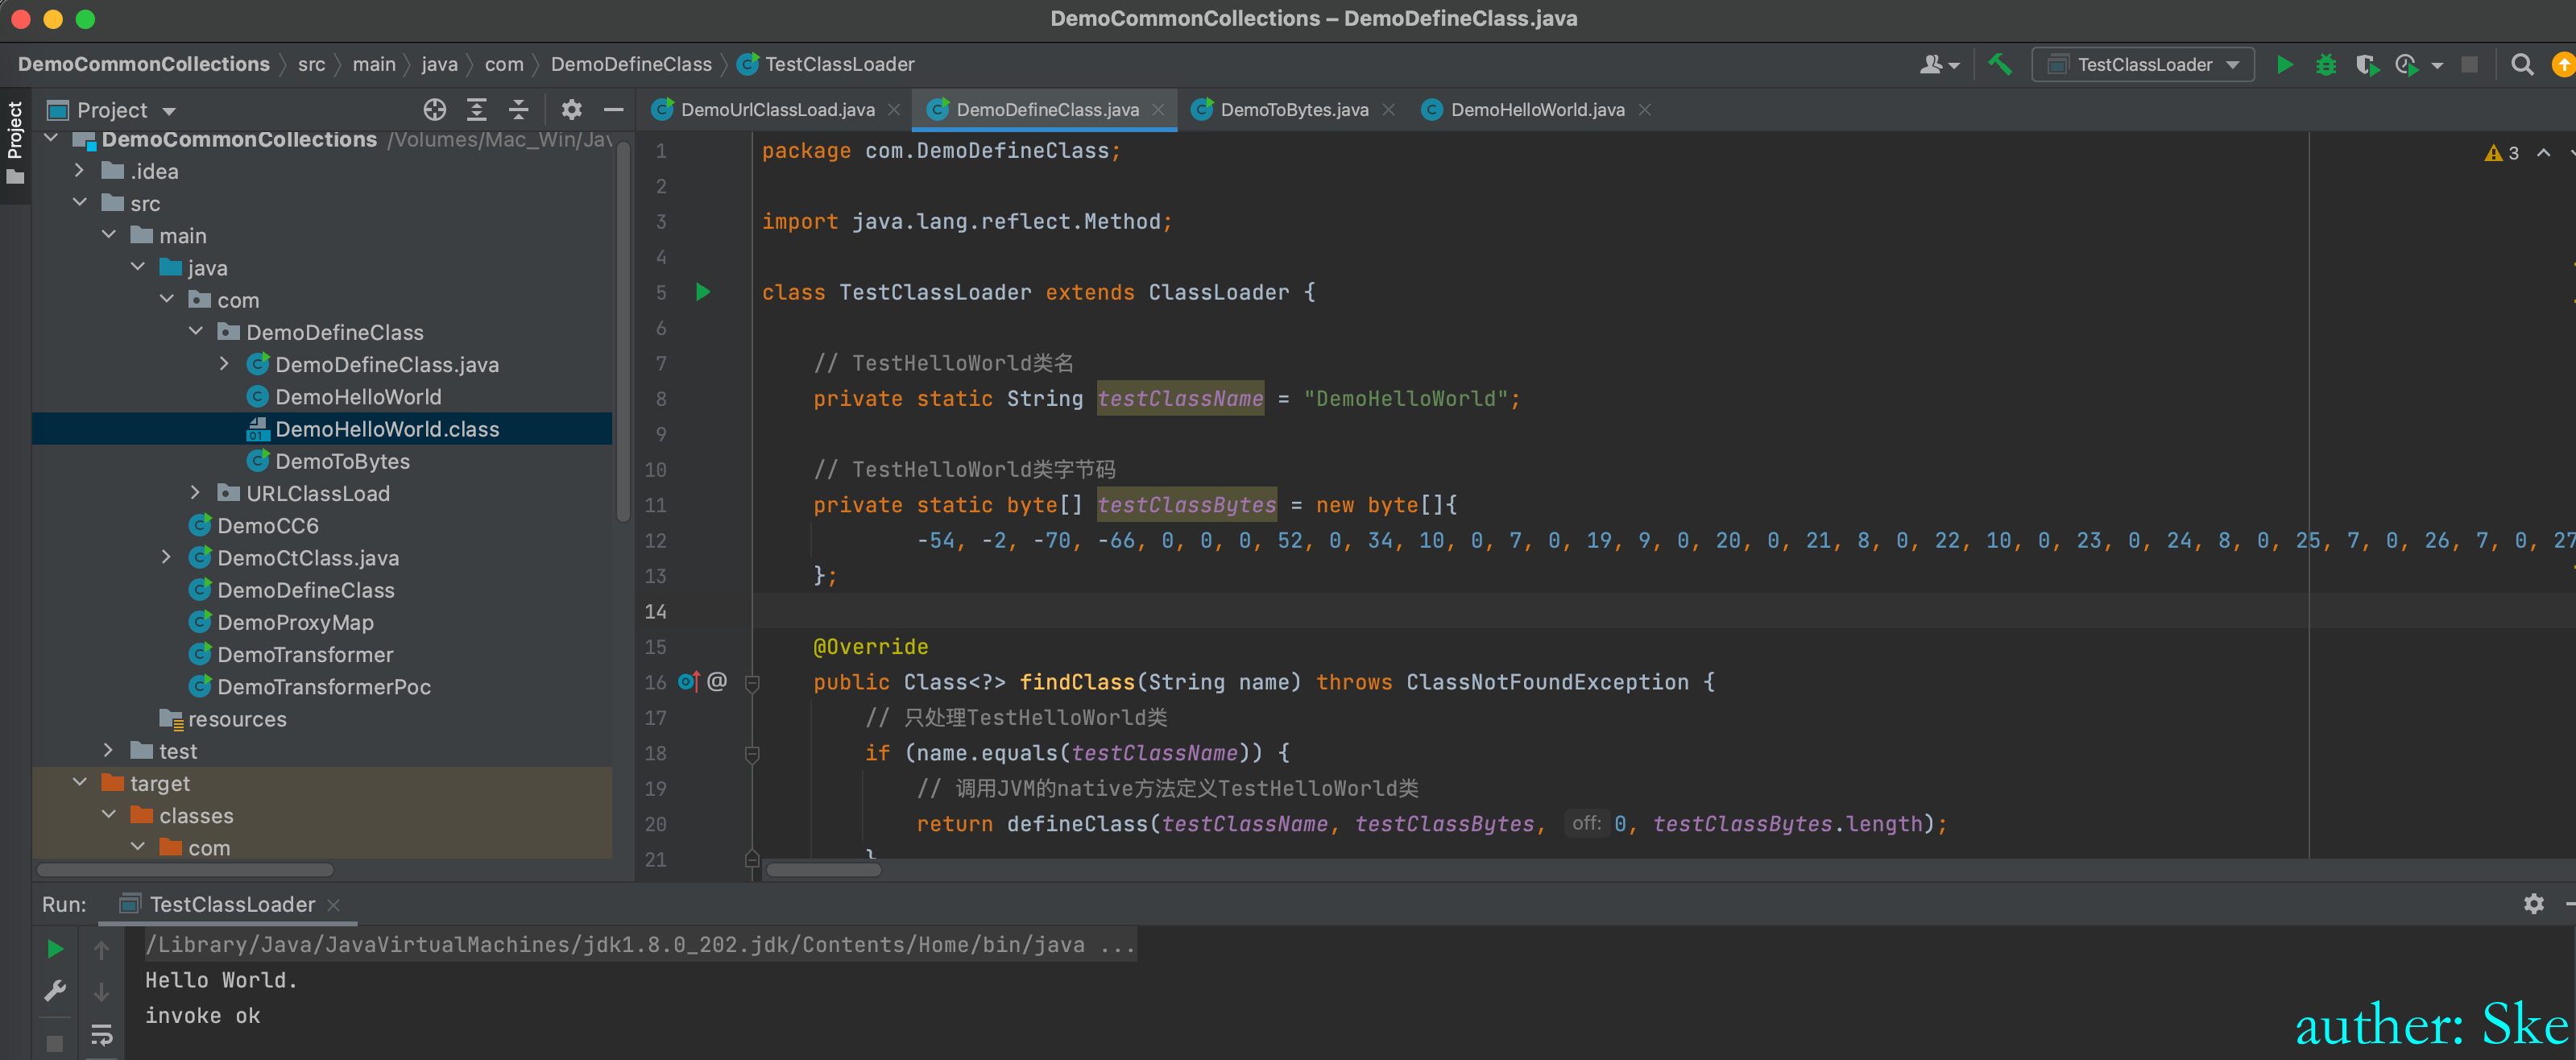 DemoCommonCollections – DemoDefineClass.java
DemoCommonCollections src main java com DemoDefineClass TestClassLoader
TestClassLoader
Project
Project
DemoCommonCollections /Volumes/Mac_Win/Jav
.idea
src
main
java
com
DemoDefineClass
DemoDefineClass.java
DemoHelloWorld
DemoHelloWorld.class
DemoToBytes
URLClassLoad
DemoCC6
DemoCtClass.java
DemoDefineClass
DemoProxyMap
DemoTransformer
DemoTransformerPoc
resources
test
target
classes
com
DemoUrlClassLoad.java DemoDefineClass.java DemoToBytes.java DemoHelloWorld.java
3
1 package com.DemoDefineClass;
2
3 import java.lang.reflect.Method;
4
5 class TestClassLoader extends ClassLoader {
6
7 // TestHelloWorld类名
8 private static String testClassName = "DemoHelloWorld";
9
10 // TestHelloWorld类字节码
11 private static byte[] testClassBytes = new byte[]{
12 -54, -2, -70, -66, 0, 0, 0, 52, 0, 34, 10, 0, 7, 0, 19, 9, 0, 20, 0, 21, 8, 0, 22, 10, 0, 23, 0, 24, 8, 0, 25, 7, 0, 26, 7, 0, 27
13 };
14
15 @Override
16 @ public Class<?> findClass(String name) throws ClassNotFoundException {
17 // 只处理TestHelloWorld类
18 if (name.equals(testClassName)) {
19 // 调用JVM的native方法定义TestHelloWorld类
20 return defineClass(testClassName, testClassBytes, off: 0, testClassBytes.length);
21 }
Run: TestClassLoader
/Library/Java/JavaVirtualMachines/jdk1.8.0_202.jdk/Contents/Home/bin/java ...
Hello World.
invoke ok
auther: Ske